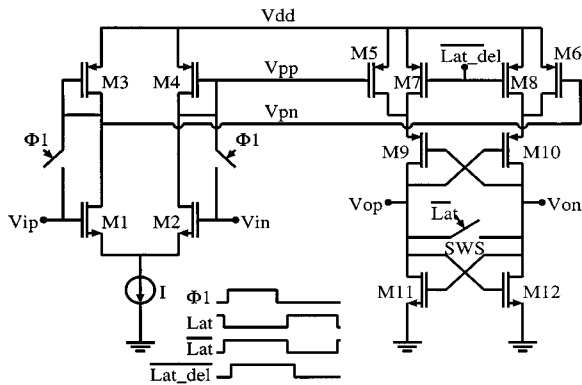 Vdd
M3
M4
Vpp
M5
M7
Lat_del
M8
M6
Vpn
Φ1
Φ1
M9
M10
Vip
M1
M2
Vin
Vop
Lat
Von
SWS
I
M11
M12
Φ1
Lat
Lat
Lat_del